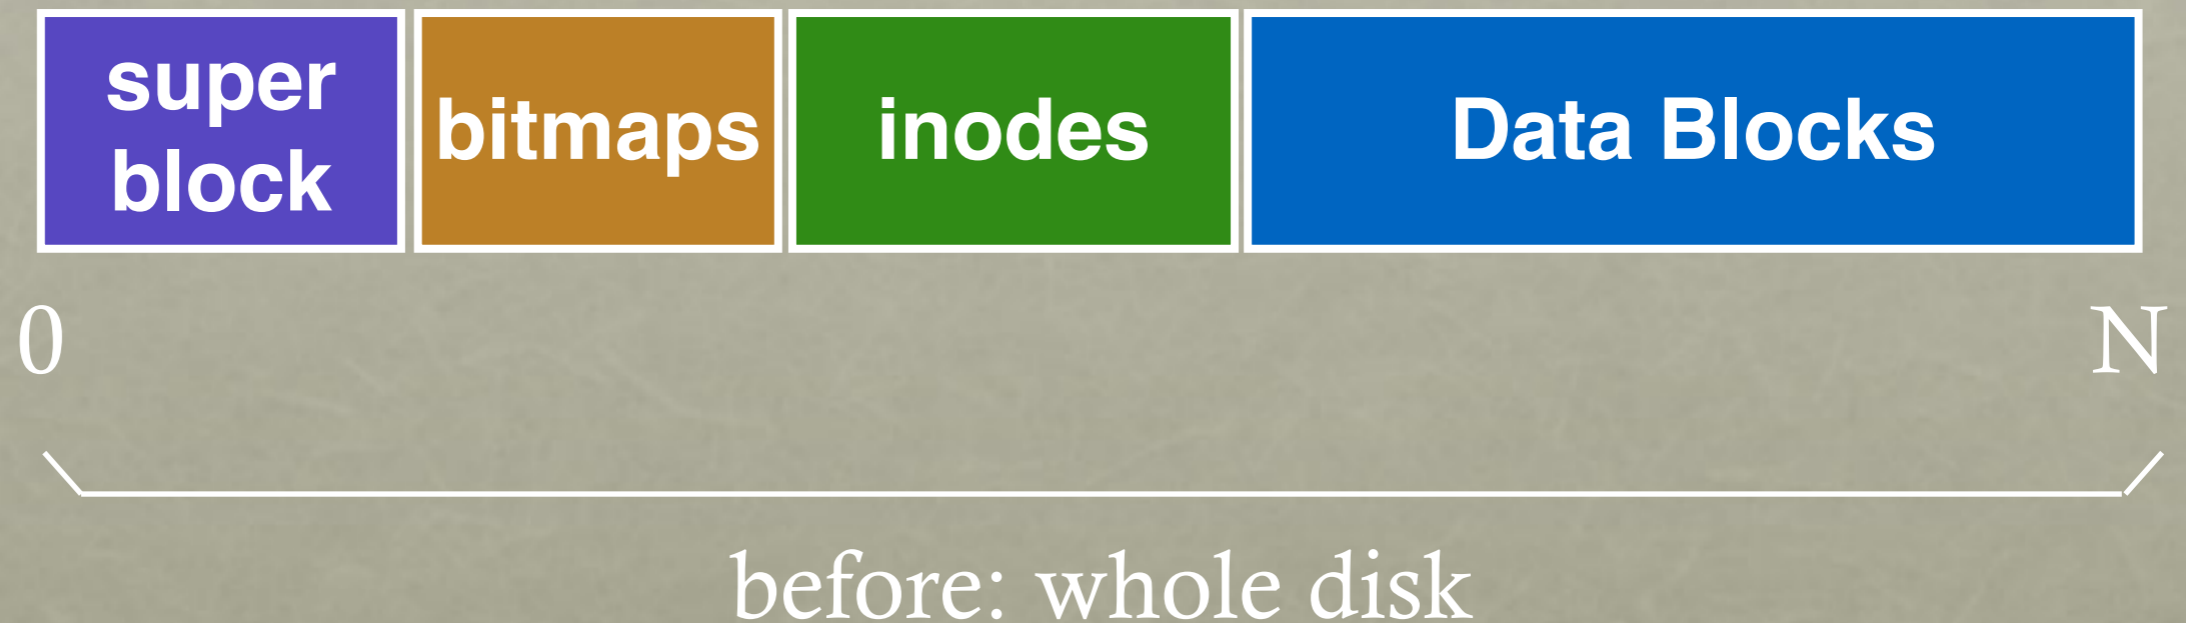 super
block
bitmaps
inodes
Data Blocks
0
N
before: whole disk